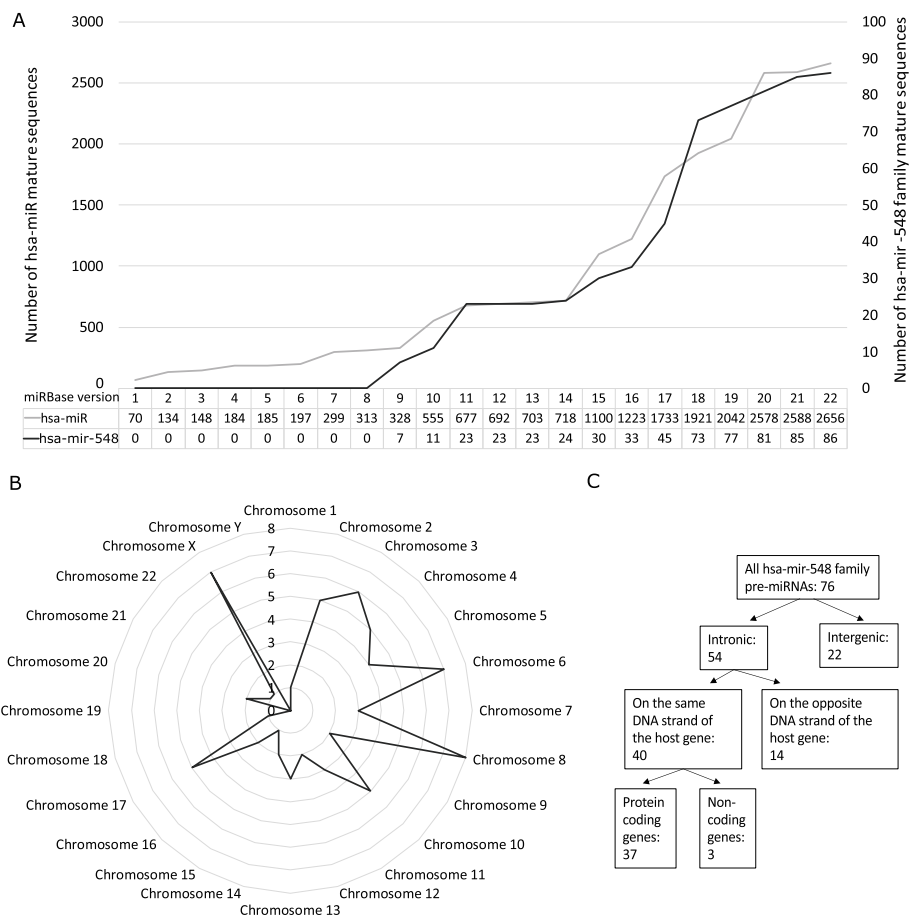 A
Number of hsa-miR mature sequences
3000
2500
2000
1500
1000
500
0
100
90
80
70
60
50
40
30
20
10
0
Number of hsa-mir -548 family mature sequences
miRBase version 1 2 3 4 5 6 7 8 9 10 11 12 13 14 15 16 17 18 19 20 21 22
hsa-miR 70 134 148 184 185 197 299 313 328 555 677 692 703 718 1100 1223 1733 1921 2042 2578 2588 2656
hsa-mir-548 0 0 0 0 0 0 0 0 7 11 23 23 23 24 30 33 45 73 77 81 85 86
B
Chromosome 1
Chromosome 2
Chromosome 3
Chromosome 4
Chromosome 5
Chromosome 6
Chromosome 7
Chromosome 8
Chromosome 9
Chromosome 10
Chromosome 11
Chromosome 12
Chromosome 13
Chromosome 14
Chromosome 15
Chromosome 16
Chromosome 17
Chromosome 18
Chromosome 19
Chromosome 20
Chromosome 21
Chromosome 22
Chromosome X
Chromosome Y
8
7
6
5
4
3
2
1
0
C
All hsa-mir-548 family
pre-miRNAs: 76
Intronic:
54
Intergenic:
22
On the same
DNA strand of
the host gene:
40
On the opposite
DNA strand of the
host gene:
14
Protein
coding
genes:
37
Non-
coding
genes:
3